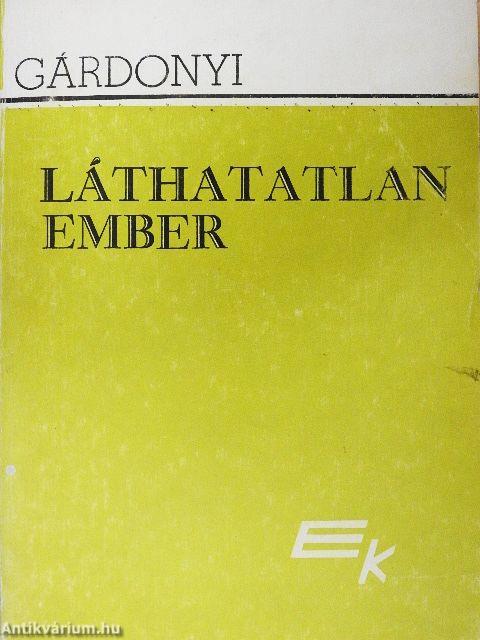 GÁRDONYI
LÁTHATATLAN
EMBER
EK
Antikvárium.hu